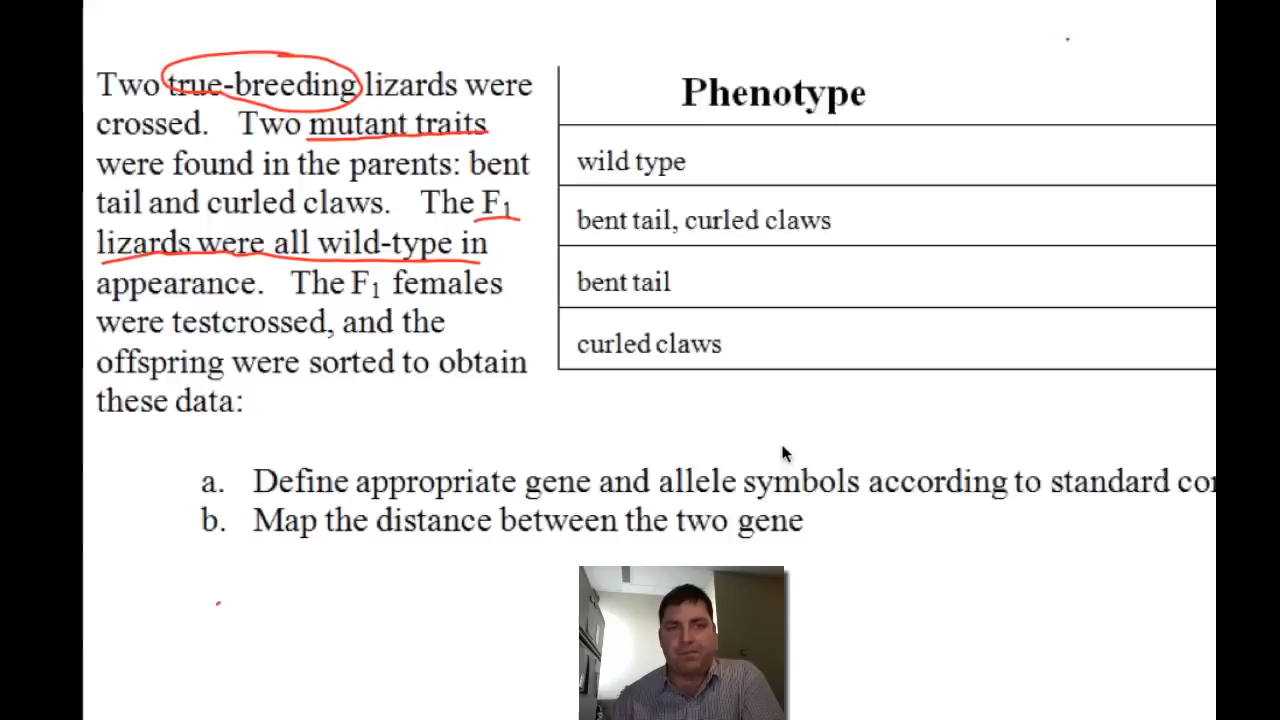 Two true-breeding lizards were
crossed. Two mutant traits
were found in the parents: bent
tail and curled claws. The F₁
lizards were all wild-type in
appearance. The F₁ females
were testcrossed, and the
offspring were sorted to obtain
these data:
Phenotype
wild type
bent tail, curled claws
bent tail
curled claws
a. Define appropriate gene and allele symbols according to standard
b. Map the distance between the two gene